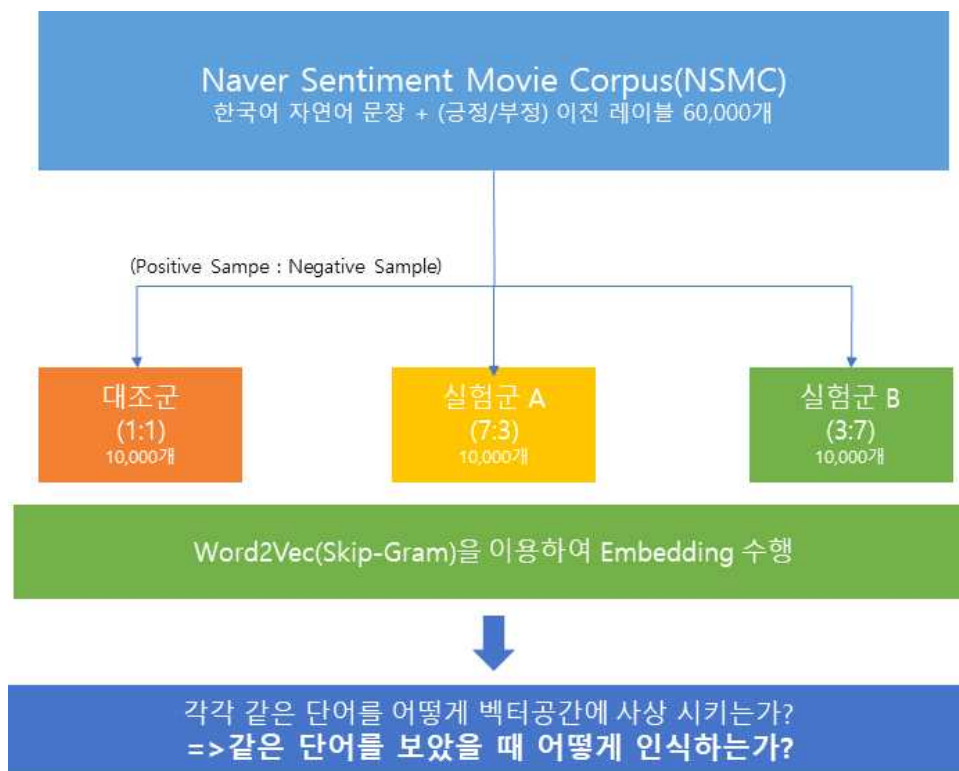 Naver Sentiment Movie Corpus(NSMC)
한국어 자연어 문장 + (긍정/부정) 이진 레이블 60,000개
(Positive Sampe : Negative Sample)
대조군
(1:1)
10,000개
실험군 A
(7:3)
10,000개
실험군 B
(3:7)
10,000개
Word2Vec(Skip-Gram)을 이용하여 Embedding 수행
각각 같은 단어를 어떻게 벡터공간에 사상 시키는가?
=>같은 단어를 보았을 때 어떻게 인식하는가?